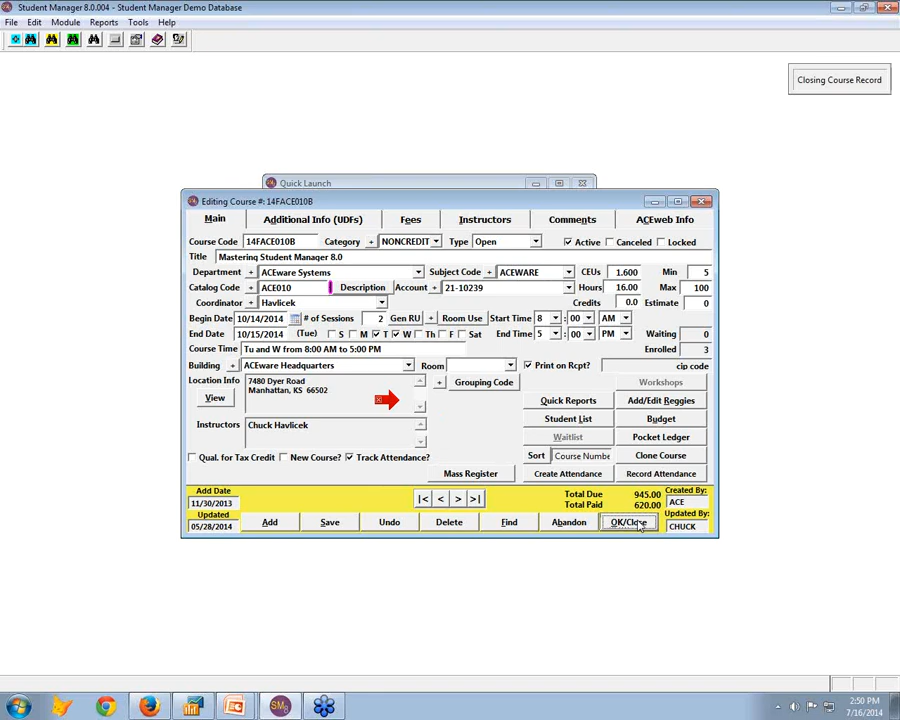 Student Manager 8.0.004 - Student Manager Demo Database
File Edit Module Reports Tools Help
Closing Course Record
Quick Launch
Editing Course #: 14FACE010B
Main Additional Info (UDFs) Fees Instructors Comments ACEweb Info
Course Code 14FACE010B Category + NONCREDIT Type Open Active Canceled Locked
Title Mastering Student Manager 8.0
Department + ACEware Systems Subject Code + ACEWARE CEUs 1.600 Min 5
Catalog Code + ACE010 Description Account + 21-10239 Hours 16.00 Max 100
Coordinator + Havlicek Credits 0.0 Estimate 0
Begin Date 10/14/2014 # of Sessions 2 Gen RU + Room Use Start Time 8 : 00 AM
End Date 10/15/2014 (Tue) S M T W Th F Sat End Time 5 : 00 PM Waiting 0
Course Time Tu and W from 8:00 AM to 5:00 PM Enrolled 3
Building + ACEware Headquarters Room Print on Rcpt? cip code
Location Info 7480 Dyer Road + Grouping Code Workshops
Manhattan, KS 66502
View Quick Reports Add/Edit Reggies
Student List Budget
Instructors Chuck Havlicek
Waitlist Pocket Ledger
Qual. for Tax Credit New Course? Track Attendance? Sort Course Numbe Clone Course
Mass Register Create Attendance Record Attendance
Add Date |< < > >| Total Due 945.00 Created By:
11/30/2013 Total Paid 620.00 ACE
Updated Updated By:
05/28/2014 Add Save Undo Delete Find Abandon OK/Close CHUCK
2:50 PM
7/16/2014